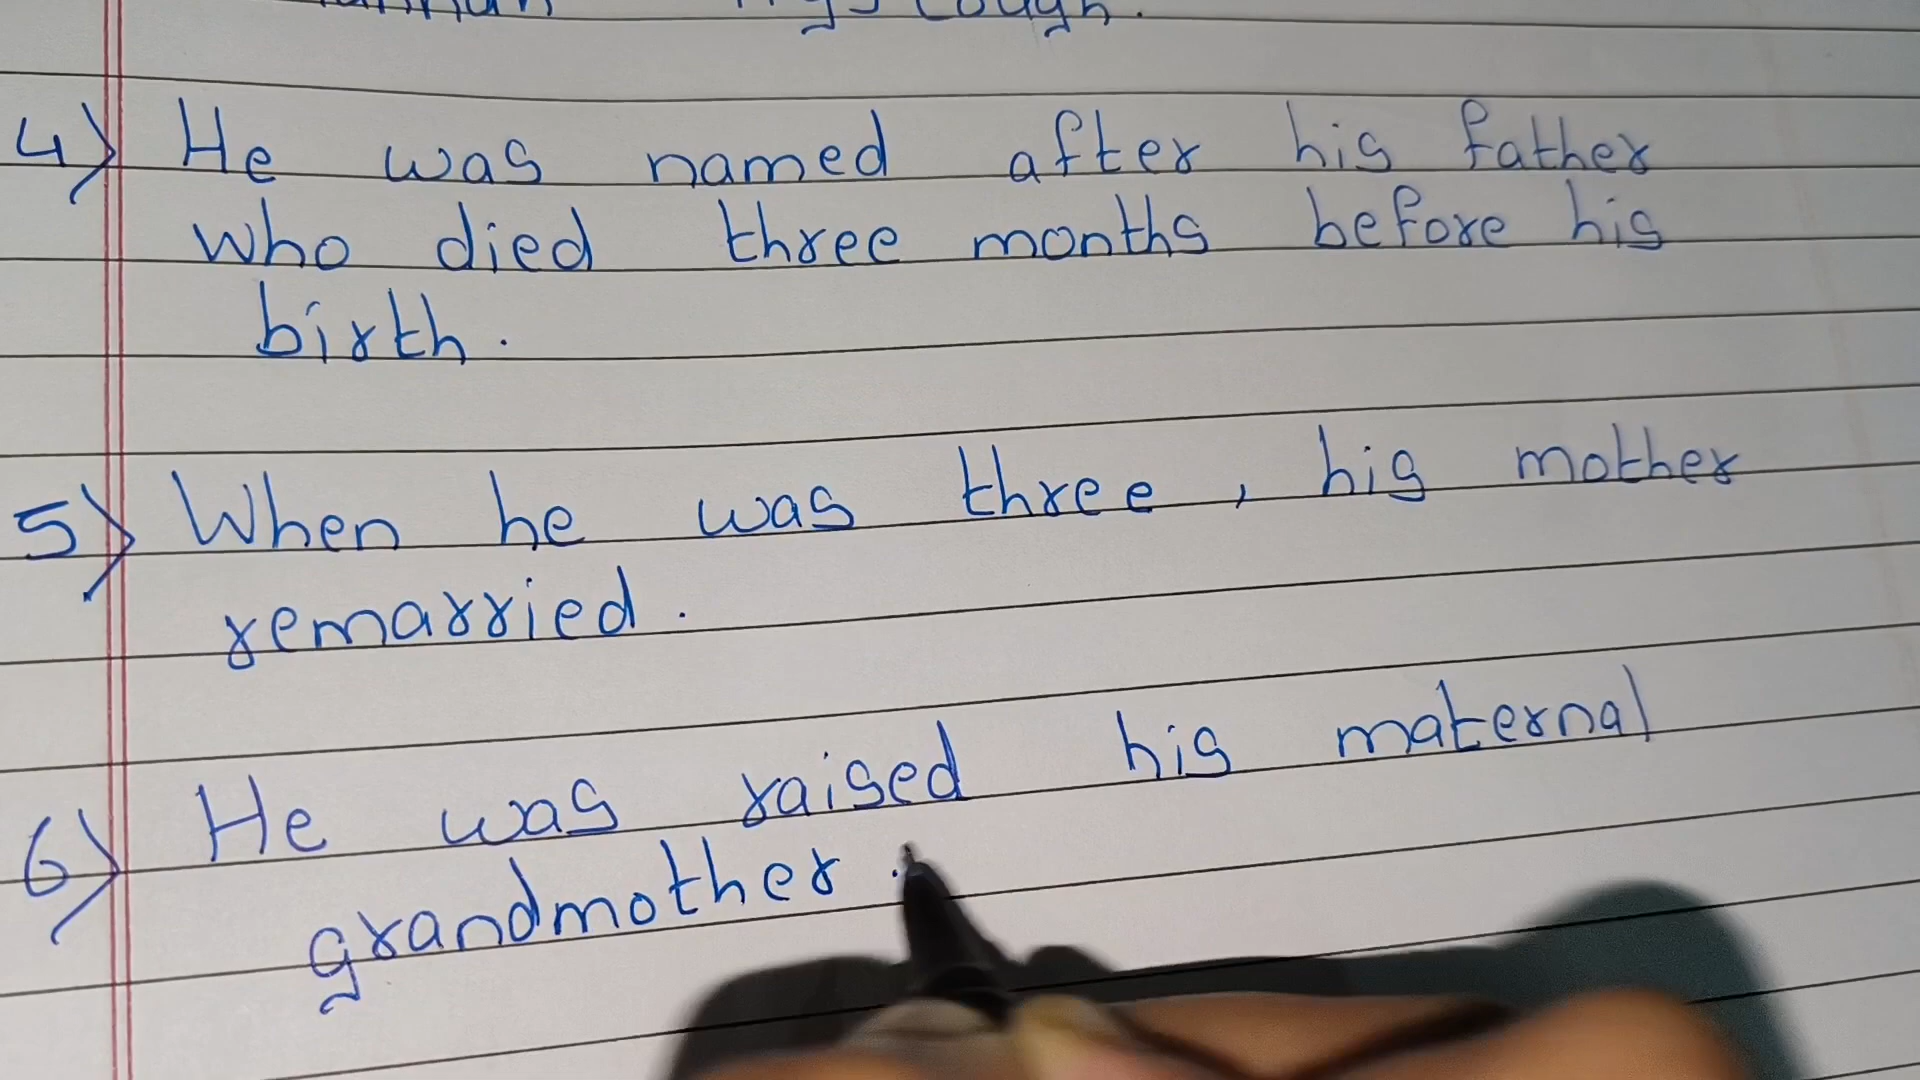 Ayscough.
4) He was named after his father
who died three months before his
birth.
5) When he was three, his mother
remarried.
6) He was raised his maternal
grandmother.